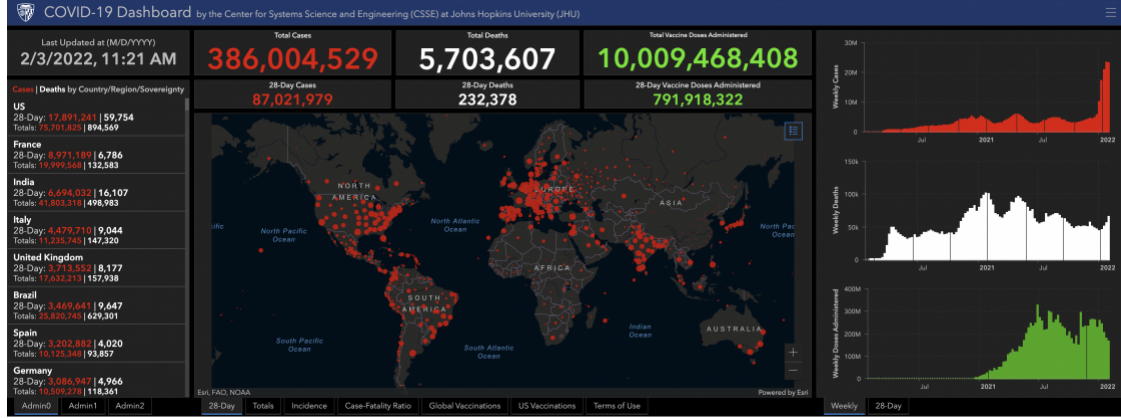 COVID-19 Dashboard by the Center for Systems Science and Engineering (CSSE) at Johns Hopkins University (JHU)
Last Updated at (M/D/YYYY)
2/3/2022, 11:21 AM
Cases | Deaths by Country/Region/Sovereignty
US
28-Day: 17,891,241 | 59,754
Totals: 75,701,825 | 894,569
France
28-Day: 8,971,189 | 6,786
Totals: 19,999,568 | 132,583
India
28-Day: 6,694,032 | 16,107
Totals: 41,803,318 | 498,983
Italy
28-Day: 4,479,710 | 9,044
Totals: 11,235,745 | 147,320
United Kingdom
28-Day: 3,713,552 | 8,177
Totals: 17,632,213 | 157,938
Brazil
28-Day: 3,469,641 | 9,647
Totals: 25,820,745 | 629,301
Spain
28-Day: 3,202,882 | 4,020
Totals: 10,125,348 | 93,857
Germany
28-Day: 3,086,947 | 4,966
Totals: 10,509,278 | 118,361
Admin0 Admin1 Admin2
Total Cases
386,004,529
Total Deaths
5,703,607
Total Vaccine Doses Administered
10,009,468,408
28-Day Cases
87,021,979
28-Day Deaths
232,378
28-Day Vaccine Doses Administered
791,918,322
NORTH
AMERICA
EUROPE
ASIA
North Pacific
Ocean
North Atlantic
Ocean
North Pac
Ocean
AFRICA
SOUTH
AMERICA
Indian
Ocean
AUSTRALIA
South Pacific
Ocean
South Atlantic
Ocean
+
−
Esri, FAO, NOAA
Powered by Esri
28-Day Totals Incidence Case-Fatality Ratio Global Vaccinations US Vaccinations Terms of Use
Weekly Cases
30M
20M
10M
0
Jul 2021 Jul 2022
Weekly Deaths
150k
100k
50k
0
Jul 2021 Jul 2022
Weekly Doses Administered
400M
300M
200M
100M
0
Jul 2021 Jul 2022
Weekly 28-Day